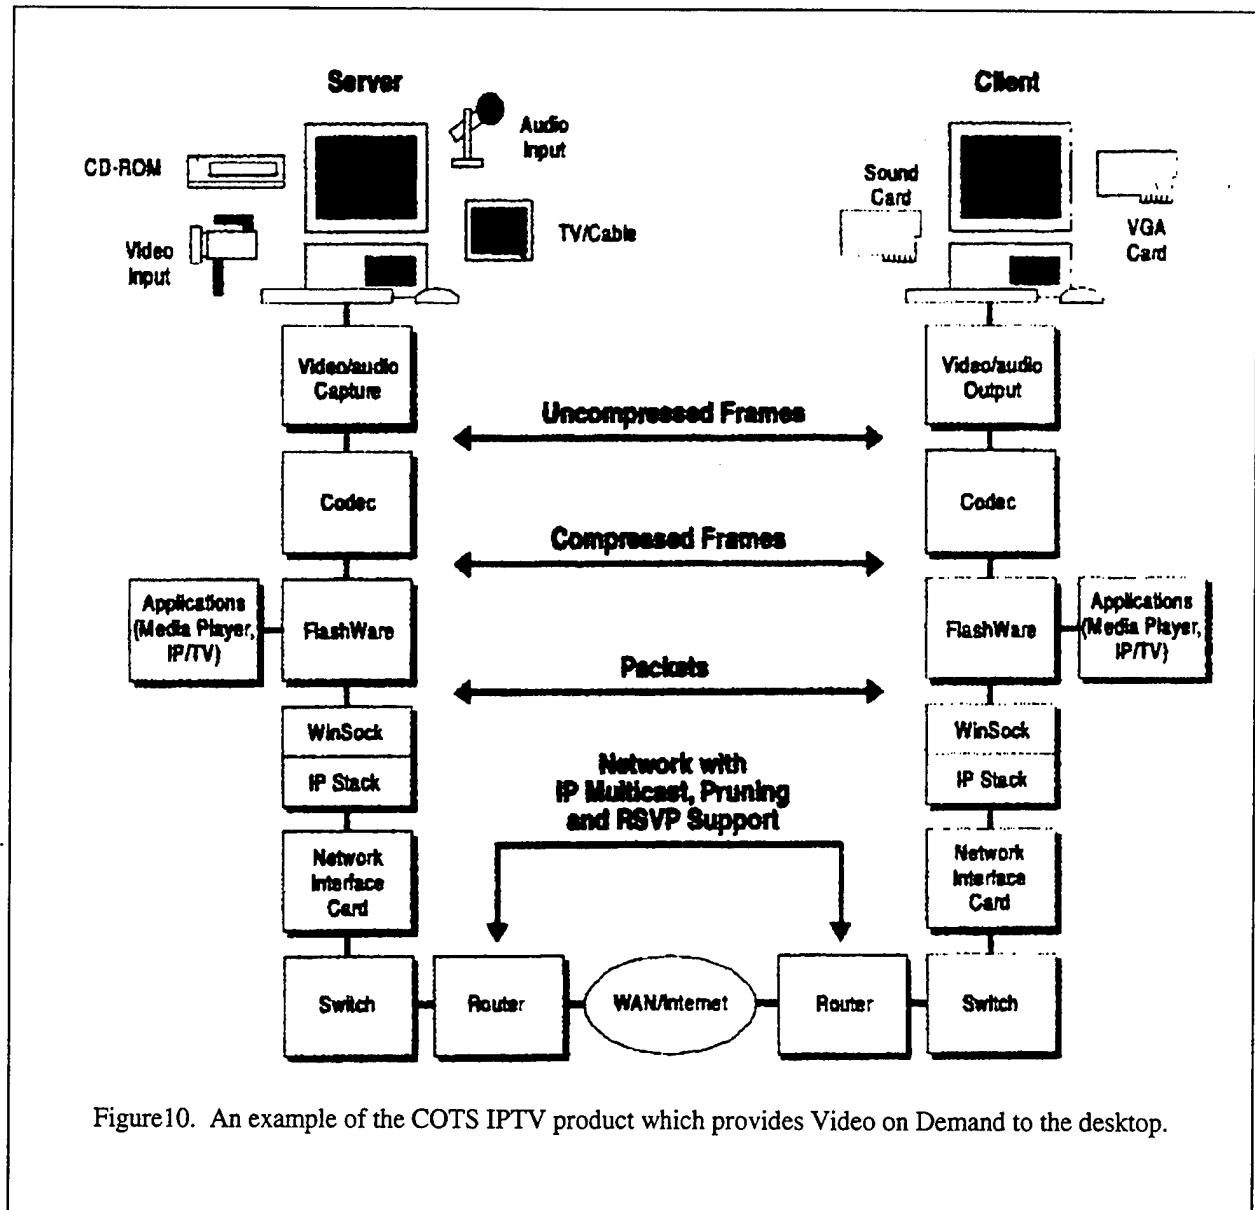 Server
Client
CD-ROM
Audio
Input
Video
Input
TV/Cable
Sound
Card
VGA
Card
Video/audio
Capture
Video/audio
Output
Uncompressed Frames
Codec
Codec
Compressed Frames
Applications
(Media Player,
IP/TV)
FlashWare
FlashWare
Applications
(Media Player,
IP/TV)
Packets
WinSock
IP Stack
WinSock
IP Stack
Network with
IP Multicast, Pruning
and RSVP Support
Network
Interface
Card
Network
Interface
Card
Switch
Router
WAN/Internet
Router
Switch
Figure10. An example of the COTS IPTV product which provides Video on Demand to the desktop.